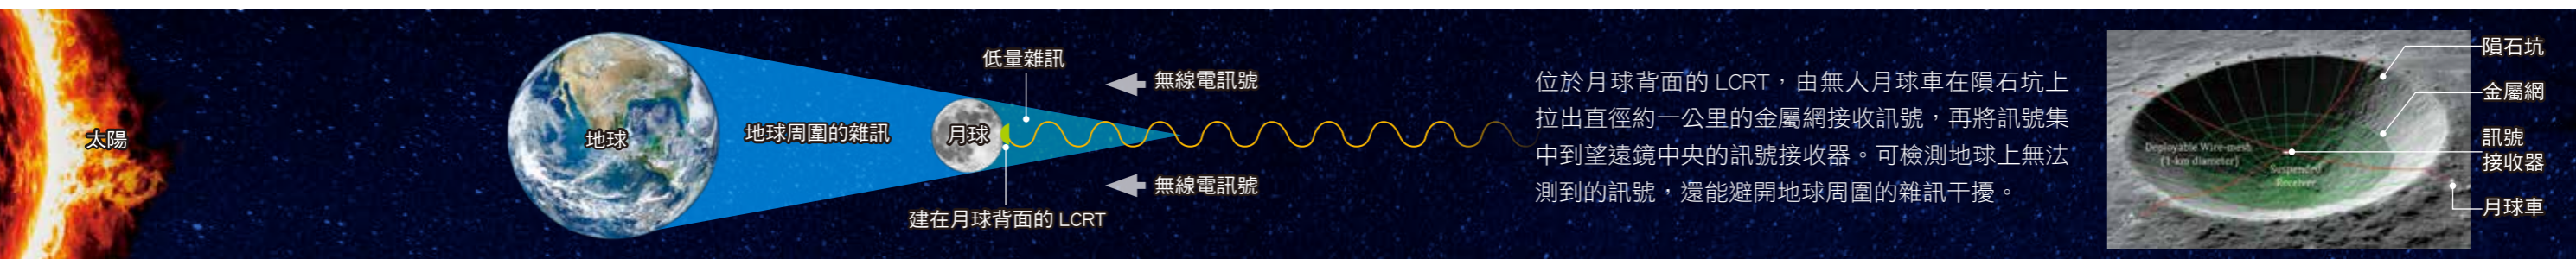 太陽
地球
地球周圍的雜訊
月球
低量雜訊
無線電訊號
無線電訊號
建在月球背面的 LCRT
位於月球背面的 LCRT，由無人月球車在隕石坑上
拉出直徑約一公里的金屬網接收訊號，再將訊號集
中到望遠鏡中央的訊號接收器。可檢測地球上無法
測到的訊號，還能避開地球周圍的雜訊干擾。
Deployable Wire-mesh
(1-km diameter)
Suspended
Receiver
隕石坑
金屬網
訊號
接收器
月球車